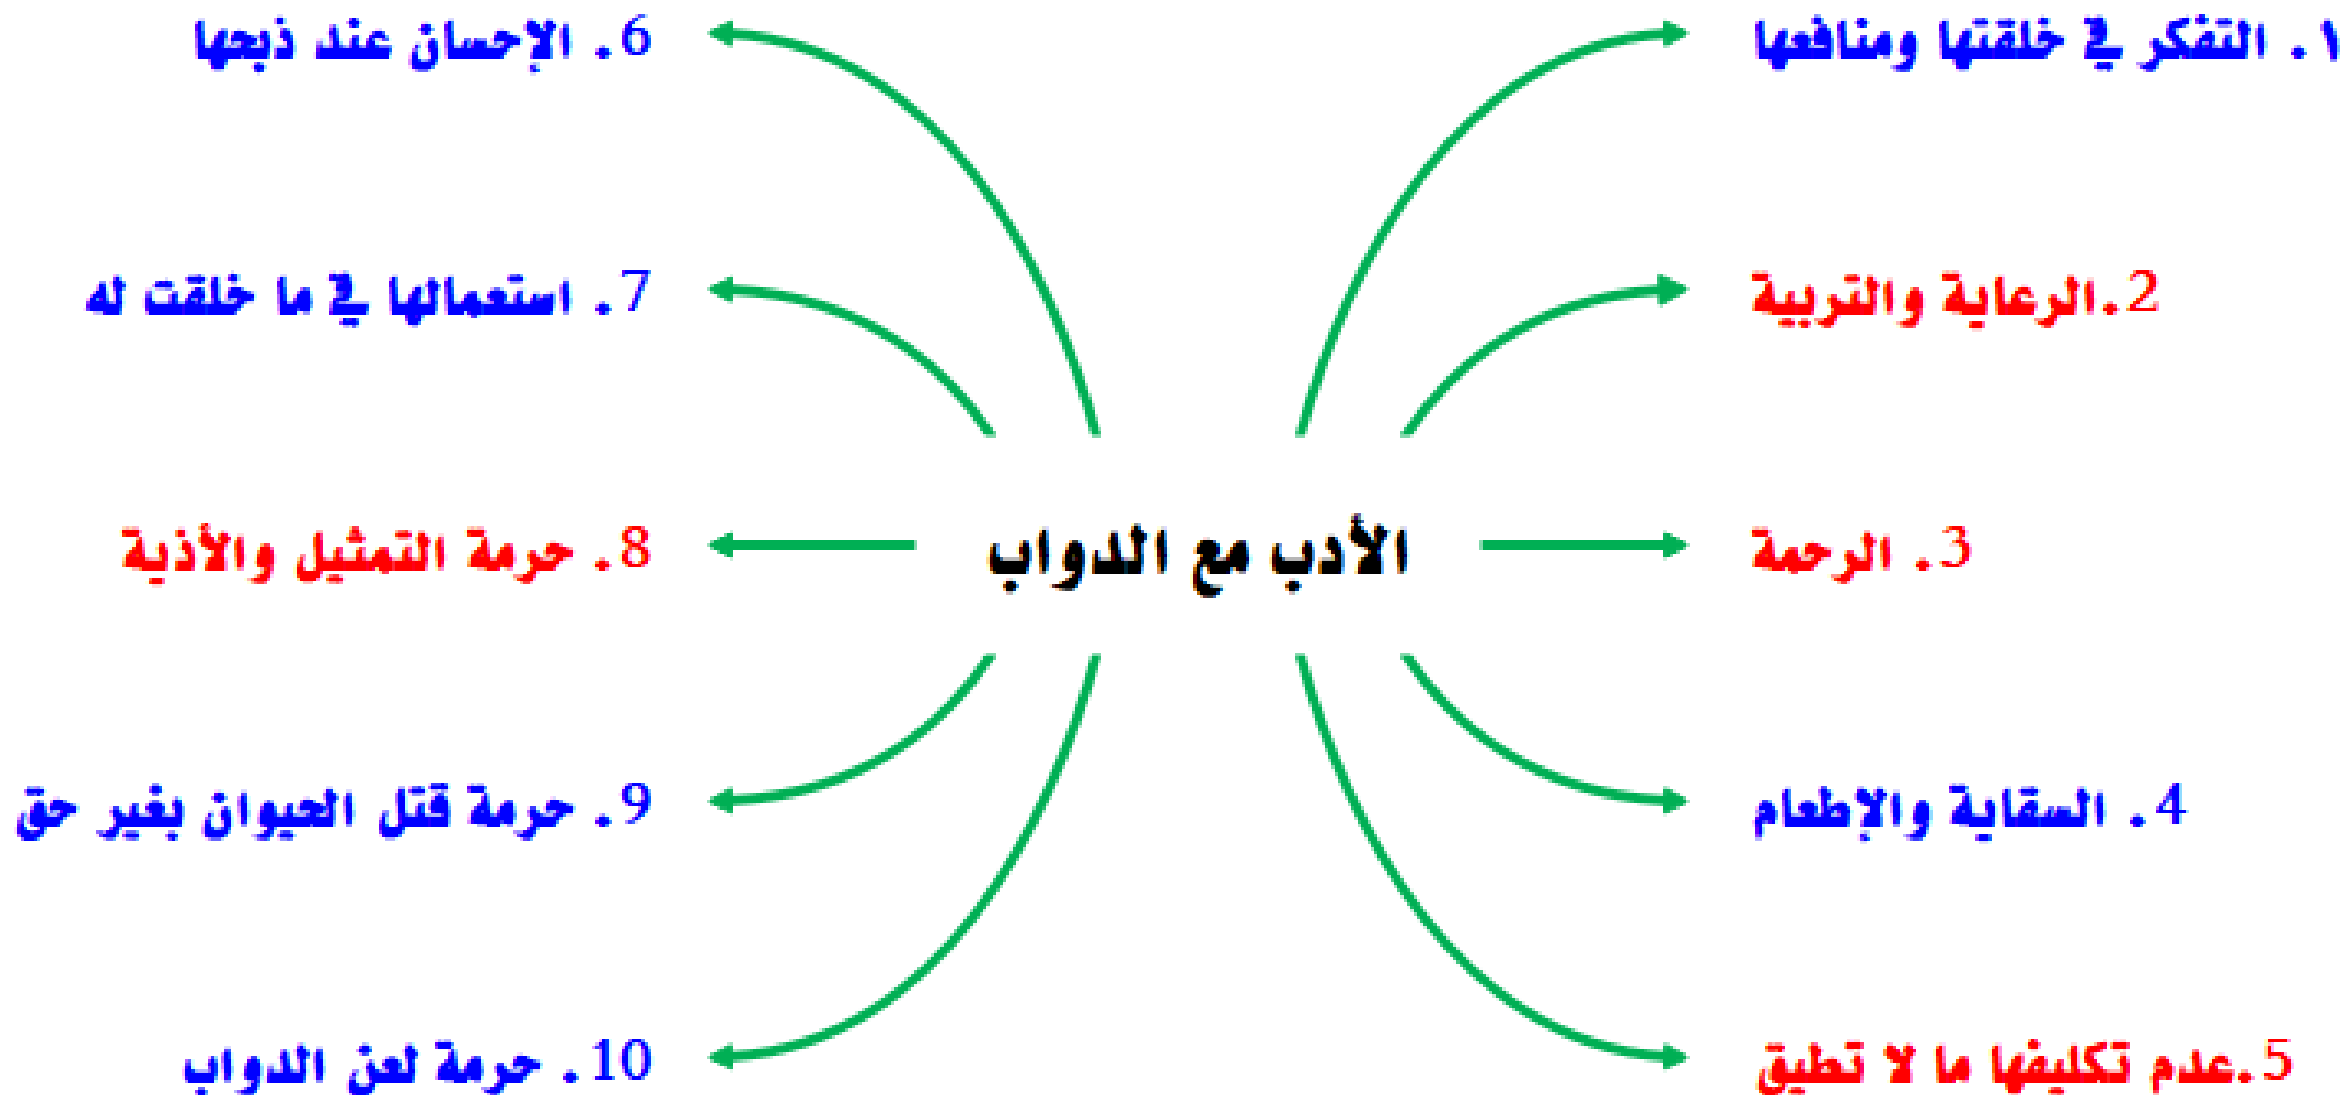 ١. التفكر في خلقتها ومنافعها
2.الرعاية والتربية
3. الرحمة
4. السقاية والإطعام
5.عدم تكليفها ما لا تطيق
الأدب مع الدواب
6. الإحسان عند ذبحها
7. استعمالها في ما خلقت له
8. حرمة التمثيل والأذية
9. حرمة قتل الحيوان بغير حق
10. حرمة لعن الدواب